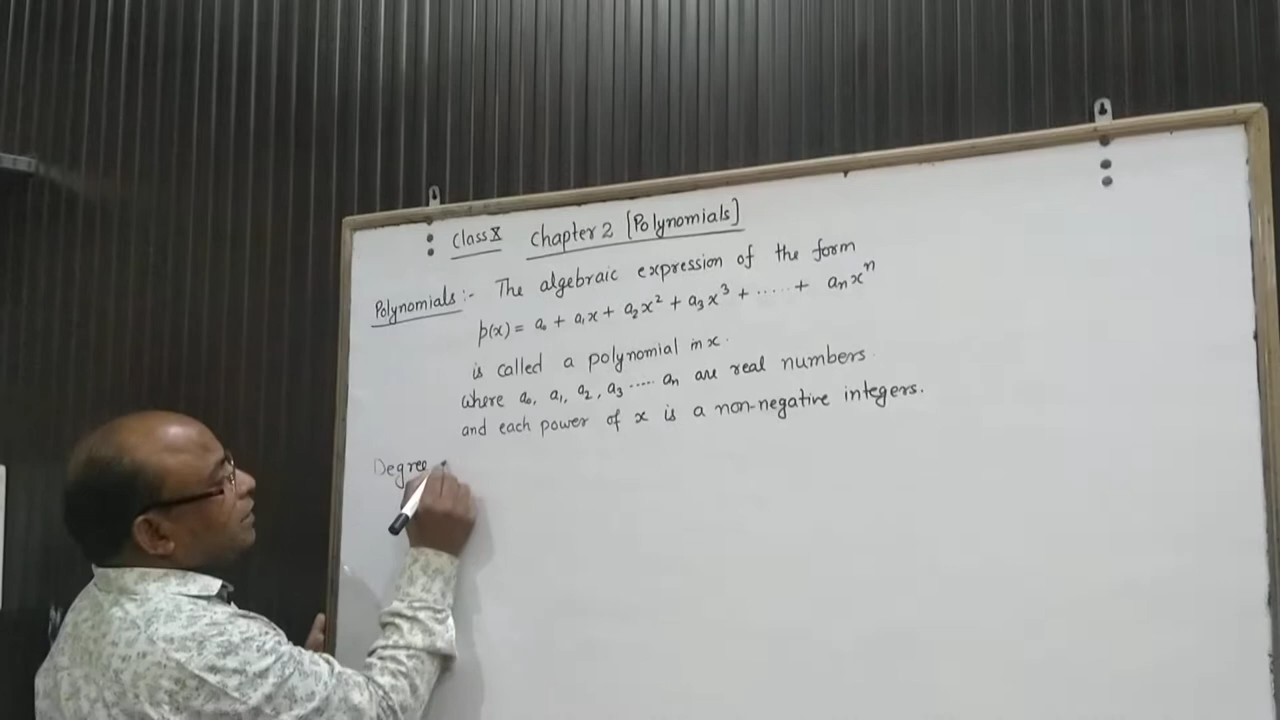 Class X Chapter 2 [Polynomials]
Polynomials :- The algebraic expression of the form
p(x) = a₀ + a₁x + a₂x² + a₃x³ + ..... + aₙxⁿ
is called a polynomial in x.
where a₀, a₁, a₂, a₃ ..... aₙ are real numbers.
and each power of x is a non-negative integers.
Degree